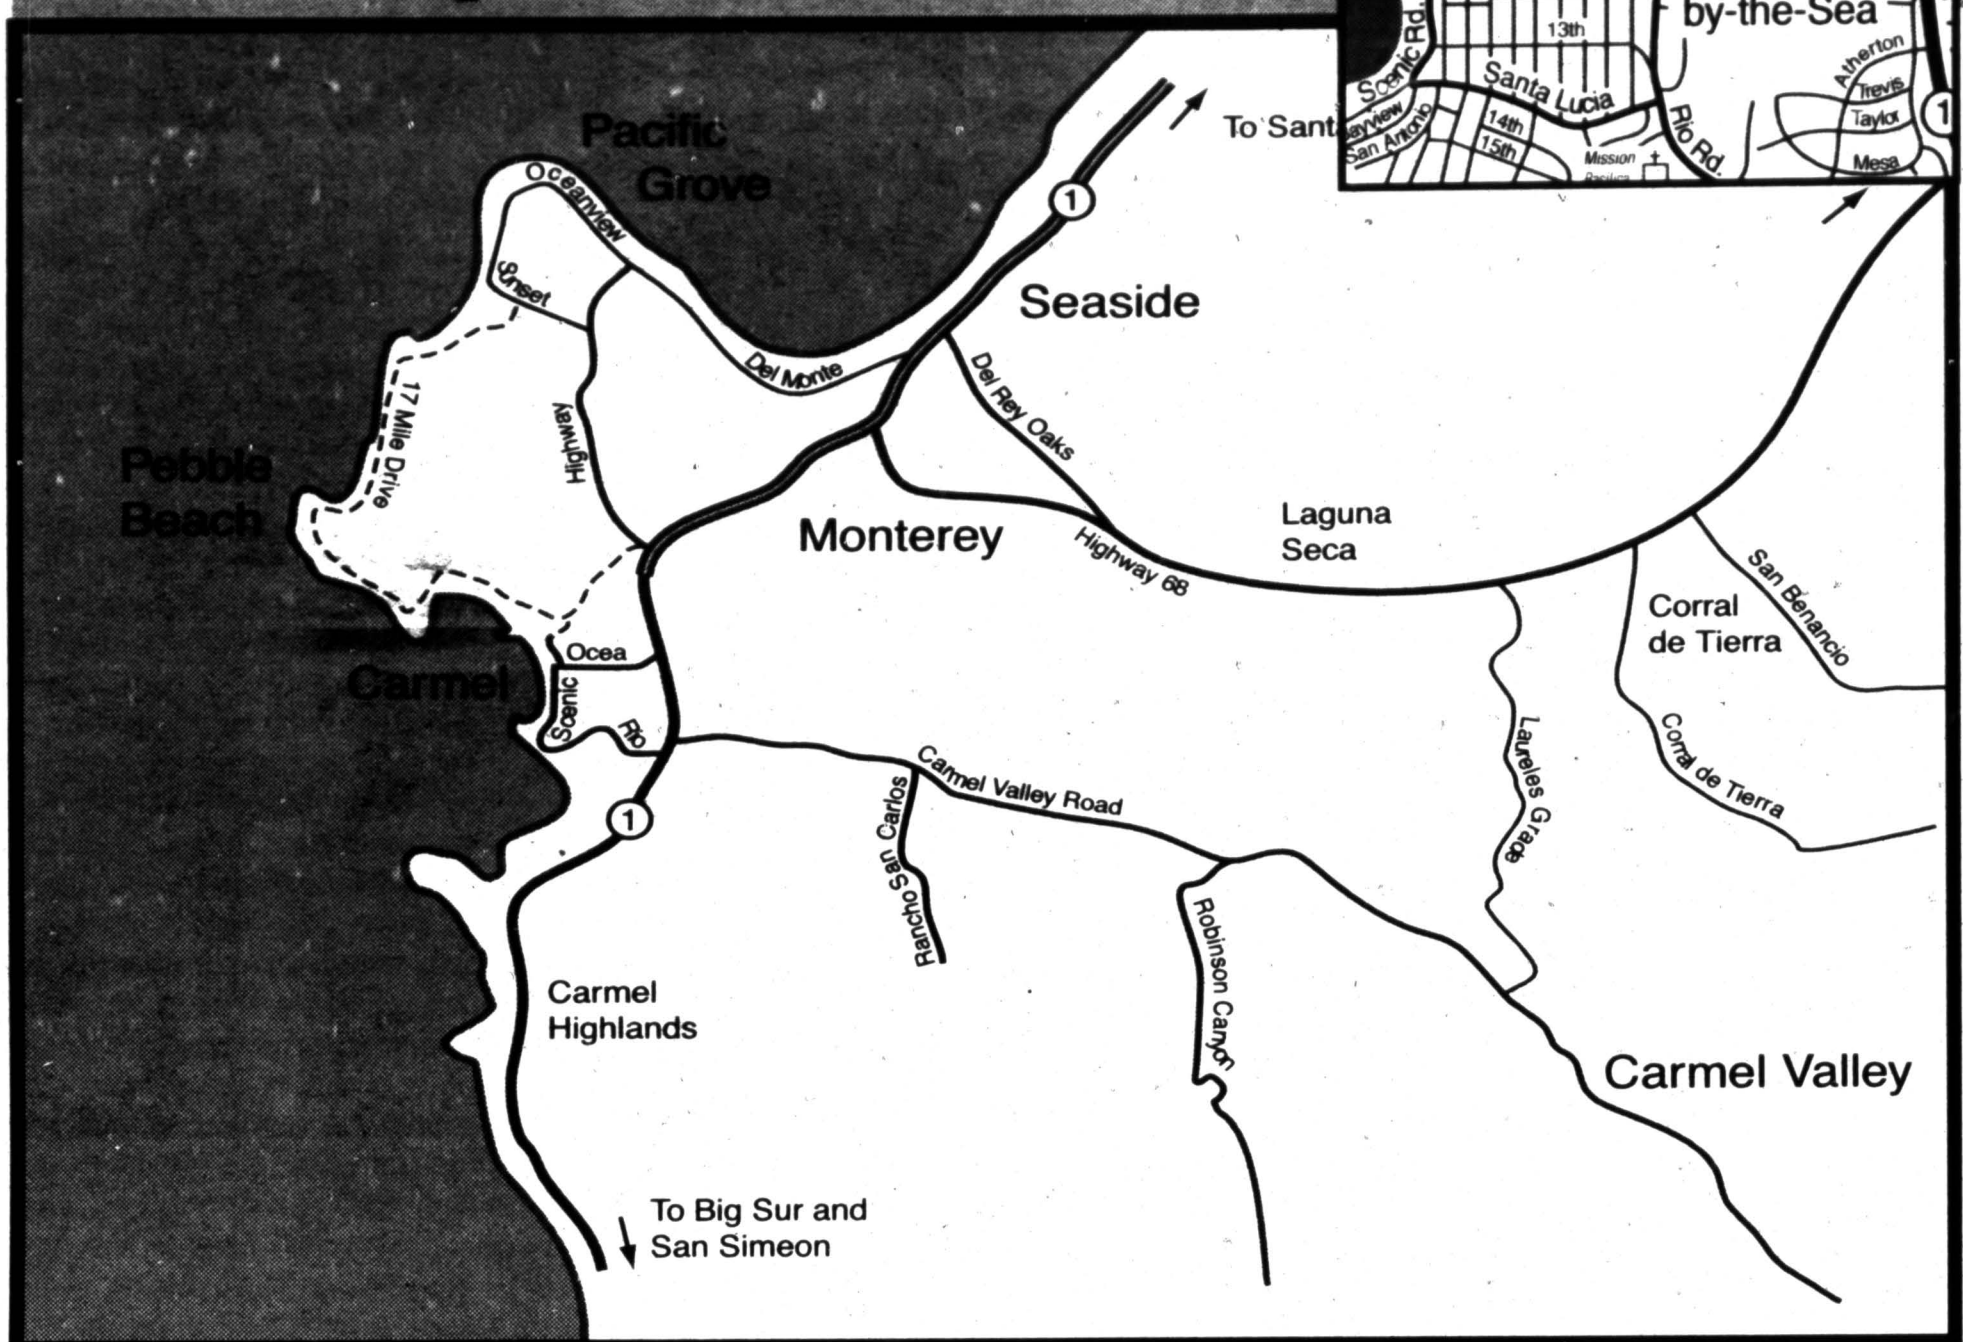 by-the-Sea
13th
Scenic Rd.
Santa Lucia
Atherton
Trevis
Taylor
Mesa
1
San Antonio
14th
15th
Rio Rd.
Mission
To Sant
Pacific
Grove
1
Oceanview
Sunset
Seaside
Del Monte
Del Rey Oaks
17 Mile Drive
Highway
Pebble
Beach
Monterey
Highway 68
Laguna
Seca
San Benancio
Corral
de Tierra
Corral de Tierra
Ocea
Carmel
Scenic
Rio
Laureles Grade
Carmel Valley Road
Rancho San Carlos
1
Robinson Canyon
Carmel
Highlands
Carmel Valley
To Big Sur and
San Simeon